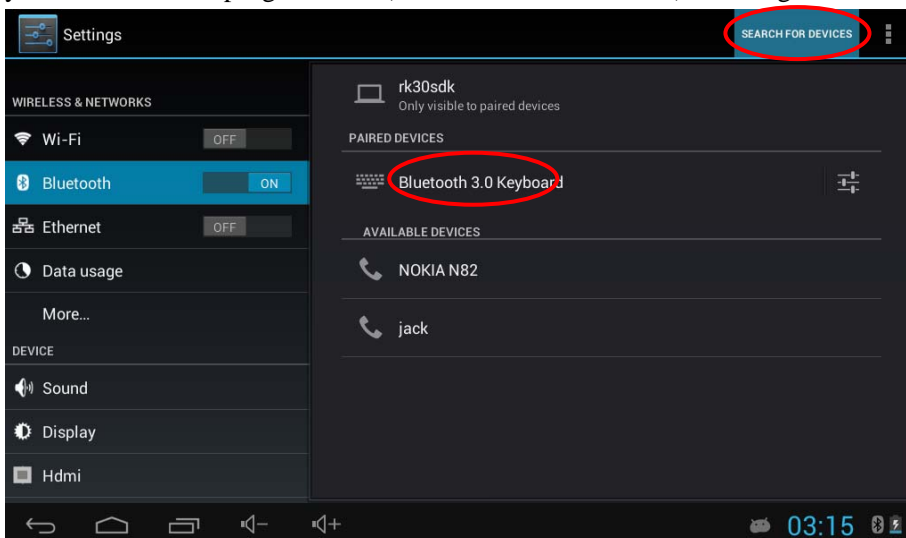 Settings
SEARCH FOR DEVICES
WIRELESS & NETWORKS
Wi-Fi
OFF
Bluetooth
ON
Ethernet
OFF
Data usage
More...
DEVICE
Sound
Display
Hdmi
rk30sdk
Only visible to paired devices
PAIRED DEVICES
Bluetooth 3.0 Keyboard
AVAILABLE DEVICES
NOKIA N82
jack
03:15